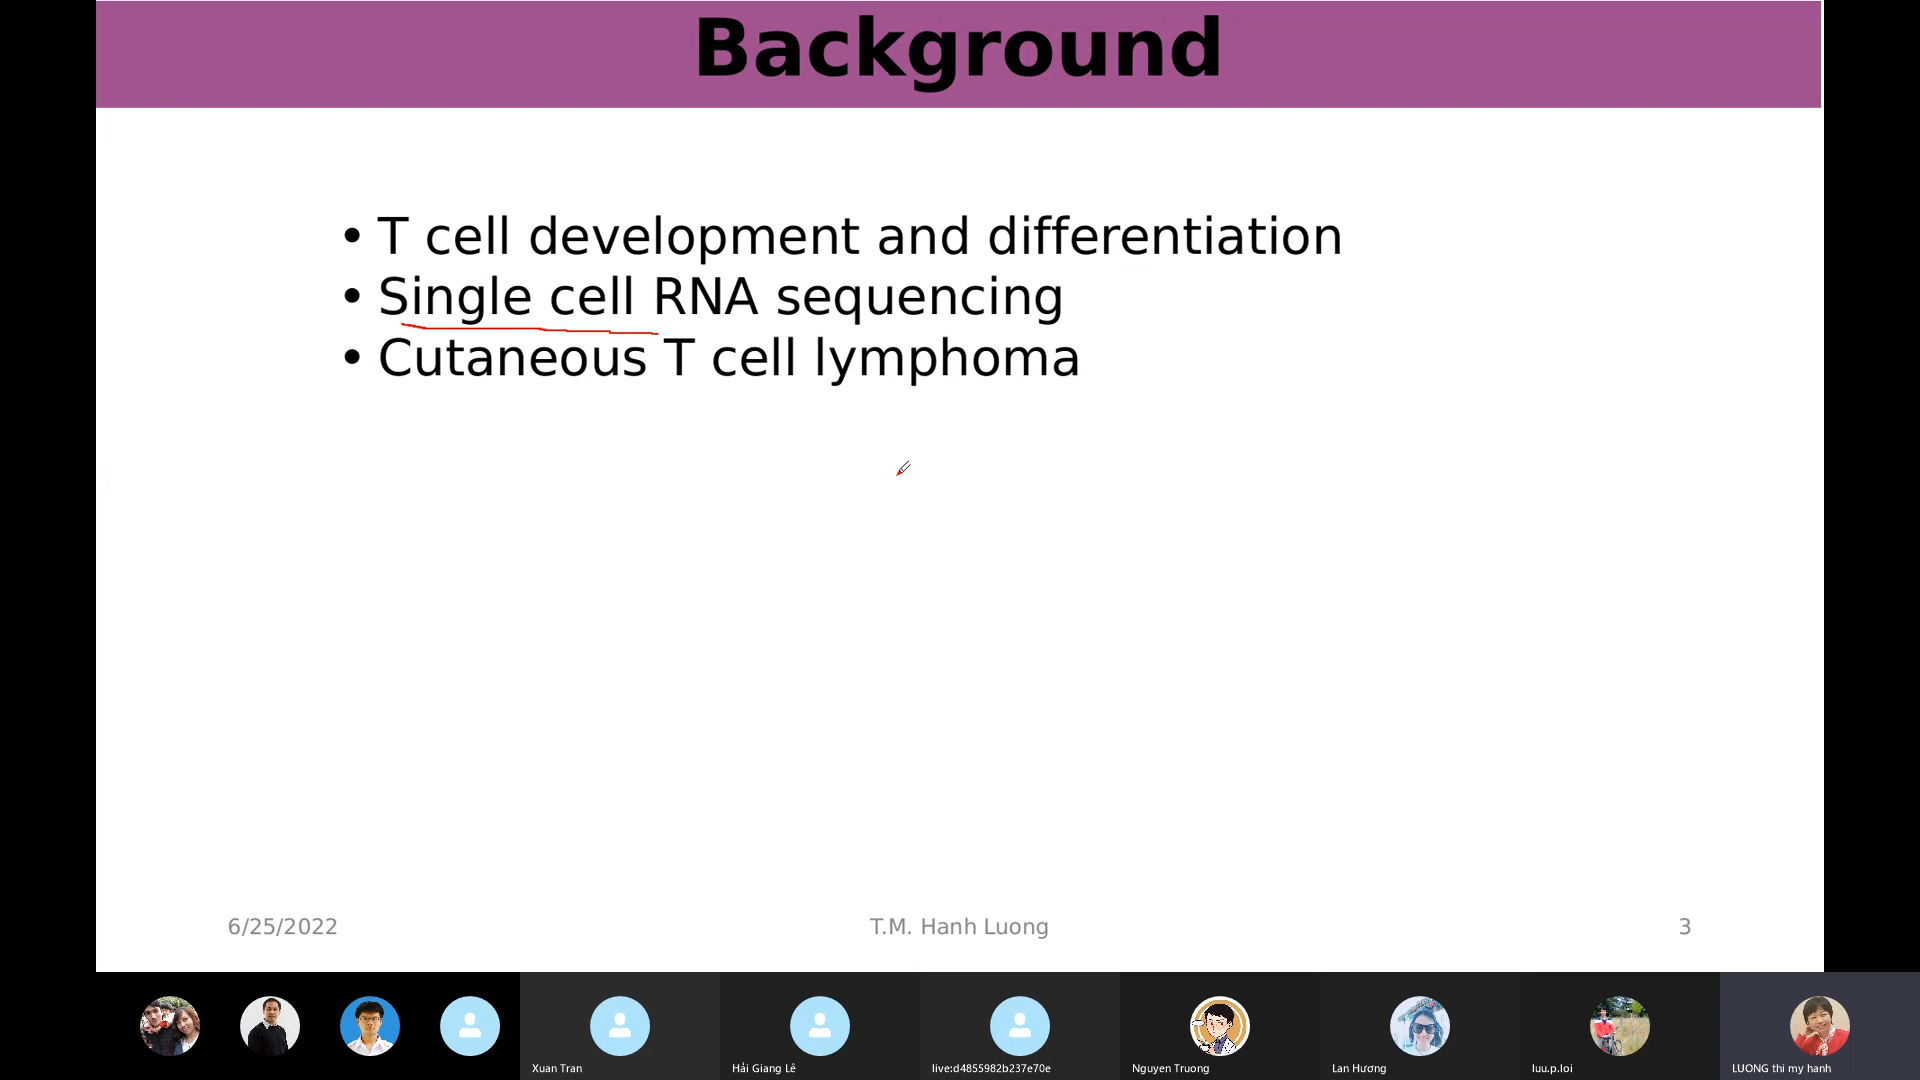 Background
• T cell development and differentiation
• Single cell RNA sequencing
• Cutaneous T cell lymphoma
6/25/2022
T.M. Hanh Luong
3
Xuan Tran
Hải Giang Lê
live:d4855982b237e70e
Nguyen Truong
Lan Hương
luu.p.loi
LUONG thi my hanh